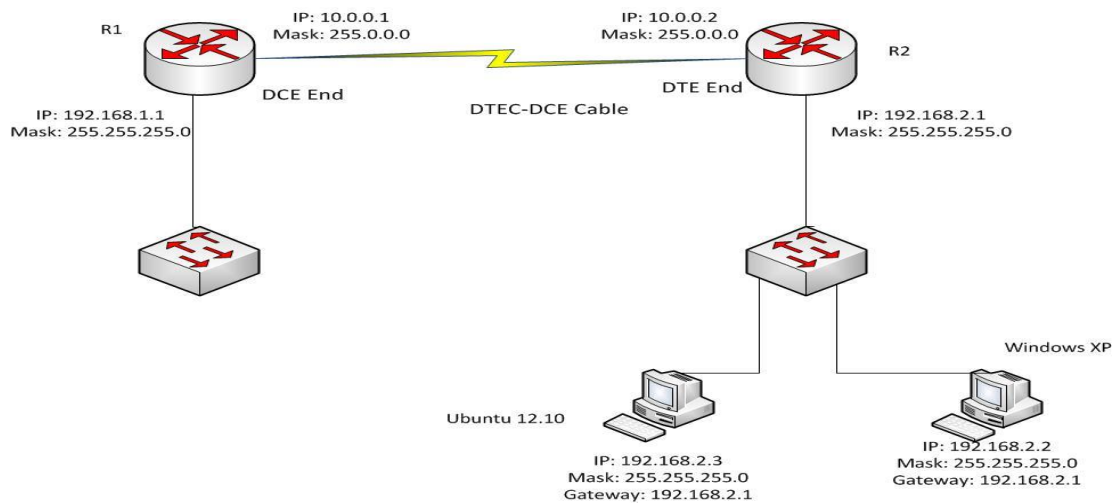 R1
IP: 10.0.0.1
Mask: 255.0.0.0
IP: 10.0.0.2
Mask: 255.0.0.0
R2
DCE End
DTEC-DCE Cable
DTE End
IP: 192.168.1.1
Mask: 255.255.255.0
IP: 192.168.2.1
Mask: 255.255.255.0
Windows XP
Ubuntu 12.10
IP: 192.168.2.3
Mask: 255.255.255.0
Gateway: 192.168.2.1
IP: 192.168.2.2
Mask: 255.255.255.0
Gateway: 192.168.2.1